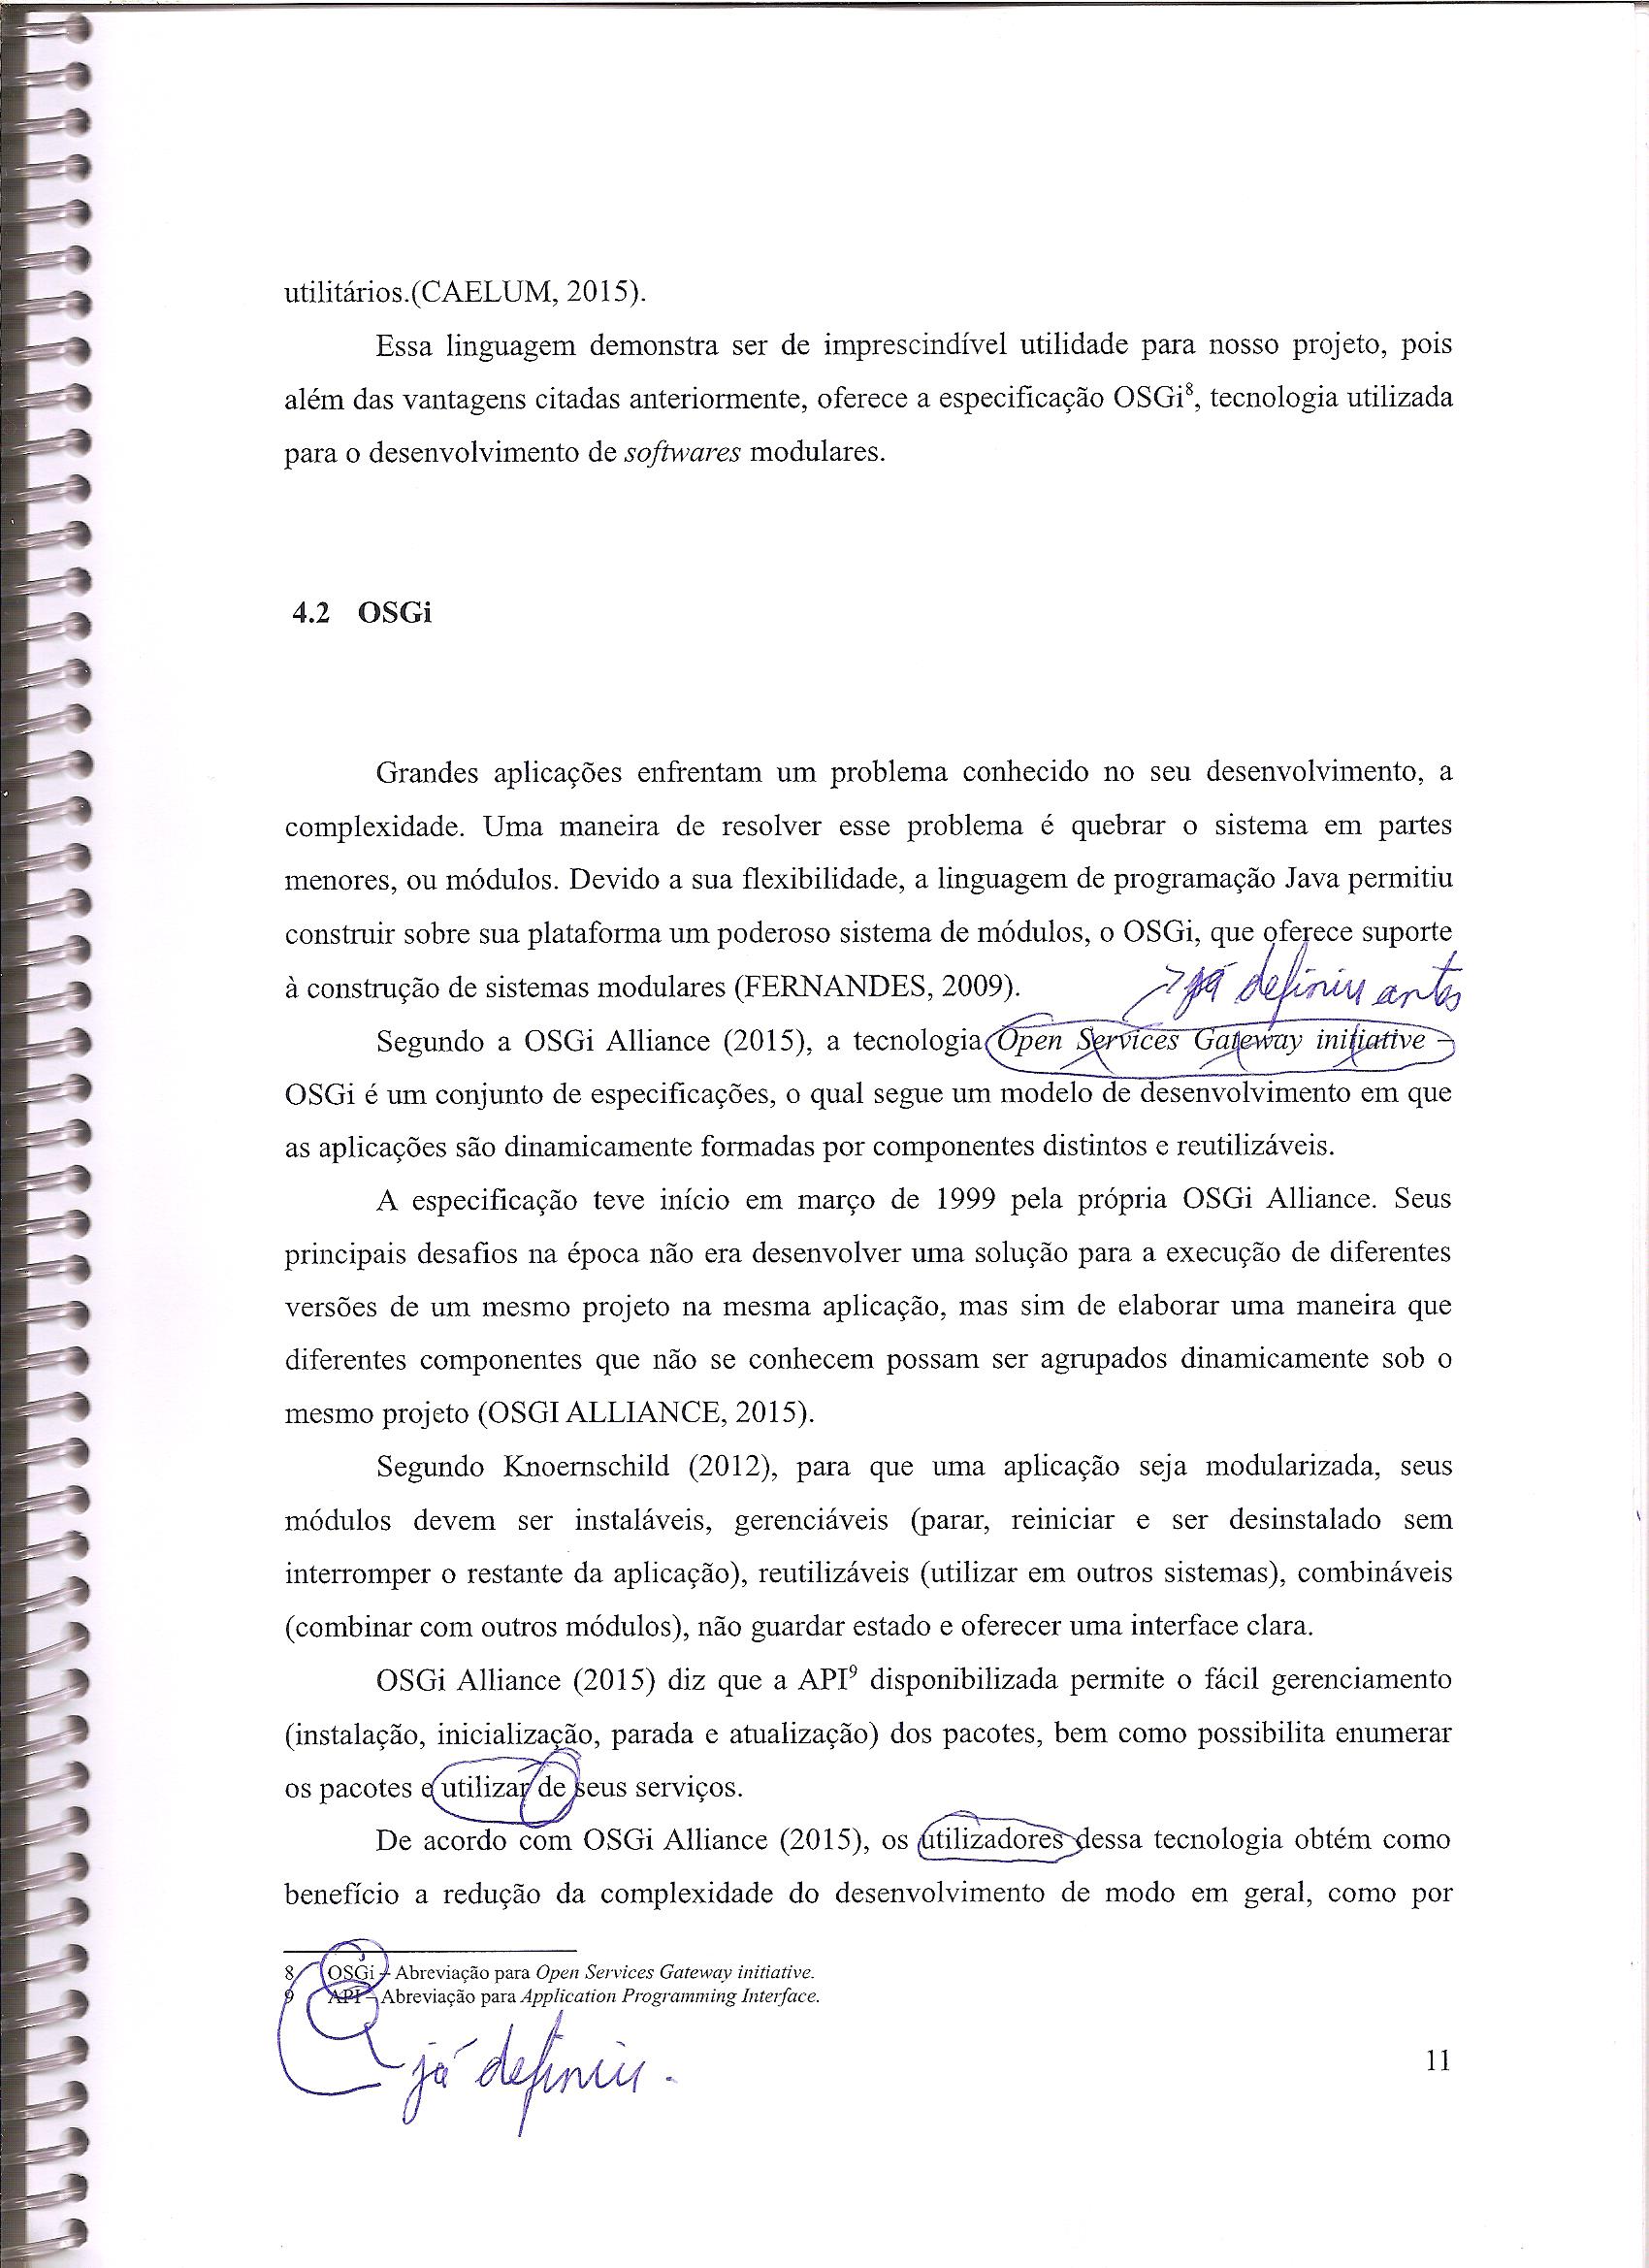 utilitários.(CAELUM, 2015).
Essa linguagem demonstra ser de imprescindível utilidade para nosso projeto, pois
além das vantagens citadas anteriormente, oferece a especificação OSGi⁸, tecnologia utilizada
para o desenvolvimento de softwares modulares.
4.2 OSGi
Grandes aplicações enfrentam um problema conhecido no seu desenvolvimento, a
complexidade. Uma maneira de resolver esse problema é quebrar o sistema em partes
menores, ou módulos. Devido a sua flexibilidade, a linguagem de programação Java permitiu
construir sobre sua plataforma um poderoso sistema de módulos, o OSGi, que oferece suporte
à construção de sistemas modulares (FERNANDES, 2009).
já definiu antes
Segundo a OSGi Alliance (2015), a tecnologia Open Services Gateway initiative –
OSGi é um conjunto de especificações, o qual segue um modelo de desenvolvimento em que
as aplicações são dinamicamente formadas por componentes distintos e reutilizáveis.
A especificação teve início em março de 1999 pela própria OSGi Alliance. Seus
principais desafios na época não era desenvolver uma solução para a execução de diferentes
versões de um mesmo projeto na mesma aplicação, mas sim de elaborar uma maneira que
diferentes componentes que não se conhecem possam ser agrupados dinamicamente sob o
mesmo projeto (OSGI ALLIANCE, 2015).
Segundo Knoernschild (2012), para que uma aplicação seja modularizada, seus
módulos devem ser instaláveis, gerenciáveis (parar, reiniciar e ser desinstalado sem
interromper o restante da aplicação), reutilizáveis (utilizar em outros sistemas), combináveis
(combinar com outros módulos), não guardar estado e oferecer uma interface clara.
OSGi Alliance (2015) diz que a API⁹ disponibilizada permite o fácil gerenciamento
(instalação, inicialização, parada e atualização) dos pacotes, bem como possibilita enumerar
os pacotes e utilizar de seus serviços.
De acordo com OSGi Alliance (2015), os utilizadores dessa tecnologia obtém como
benefício a redução da complexidade do desenvolvimento de modo em geral, como por
8 OSGi – Abreviação para Open Services Gateway initiative.
9 API – Abreviação para Application Programming Interface.
já definiu.
11